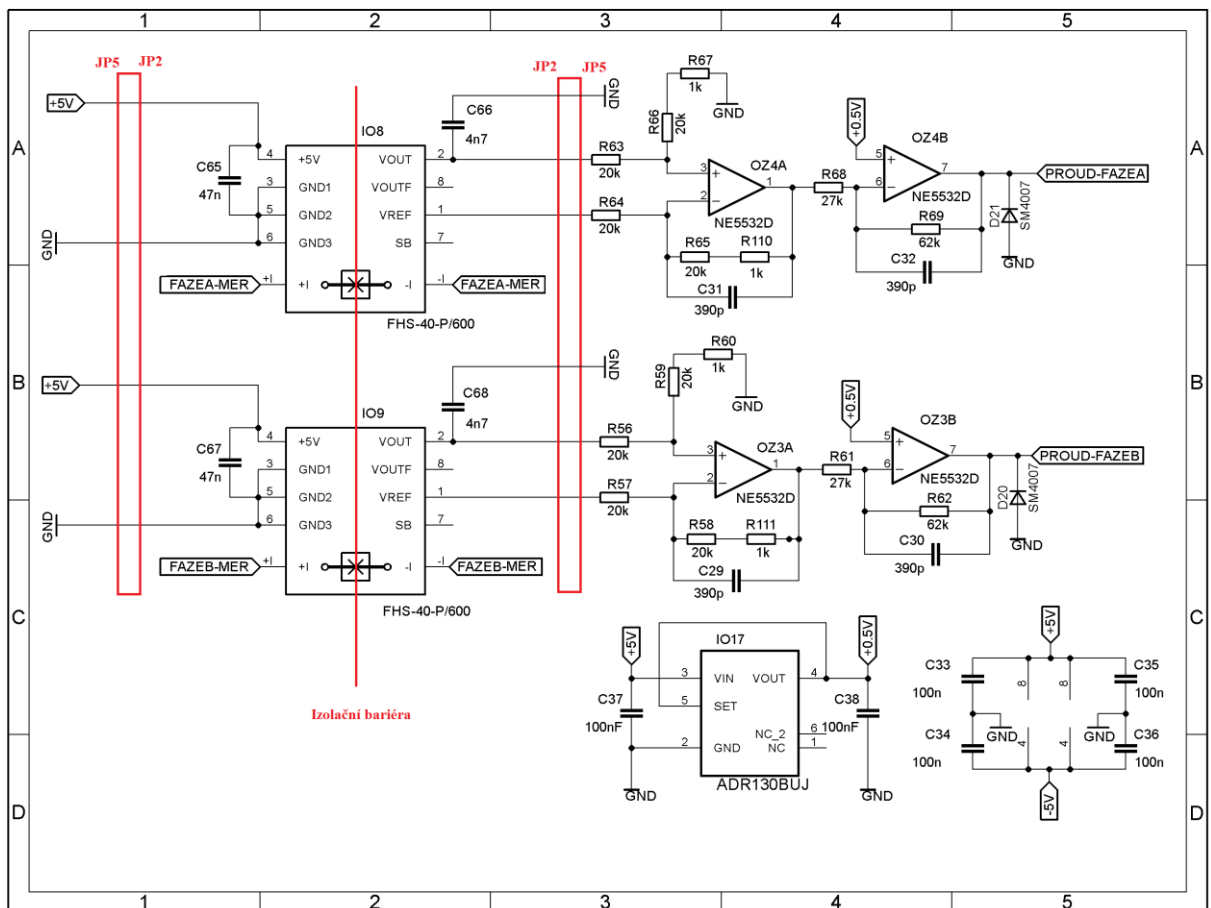 1 2 3 4 5
JP5 JP2
JP2 JP5
+5V
C66
4n7
GND
R67
1k
GND
R66
20k
+0.5V
A
A
IO8
C65
47n
4 +5V VOUT 2
3 GND1 VOUTF 8
5 GND2 VREF 1
6 GND3 SB 7
GND
R63
20k
R64
20k
3
2
1
OZ4A
NE5532D
R68
27k
5
6
7
OZ4B
NE5532D
PROUD-FAZEA
R65
20k
R110
1k
R69
62k
D21
SM4007
GND
C31
390p
C32
390p
FAZEA-MER +I +I -I -I FAZEA-MER
FHS-40-P/600
B
B
+5V
C68
4n7
GND
R60
1k
GND
R59
20k
+0.5V
IO9
C67
47n
4 +5V VOUT 2
3 GND1 VOUTF 8
5 GND2 VREF 1
6 GND3 SB 7
GND
R56
20k
R57
20k
3
2
1
OZ3A
NE5532D
R61
27k
5
6
7
OZ3B
NE5532D
PROUD-FAZEB
R58
20k
R111
1k
R62
62k
D20
SM4007
GND
C29
390p
C30
390p
FAZEB-MER +I +I -I -I FAZEB-MER
FHS-40-P/600
C
C
Izolační bariéra
+5V
IO17
+0.5V
3 VIN VOUT 4
5 SET
NC_2 6
2 GND NC 1
C37
100nF
C38
100nF
GND
ADR130BUJ
GND
+5V
C33
100n
8
8
C35
100n
GND
GND
C34
100n
4
4
C36
100n
-5V
D
D
1 2 3 4 5